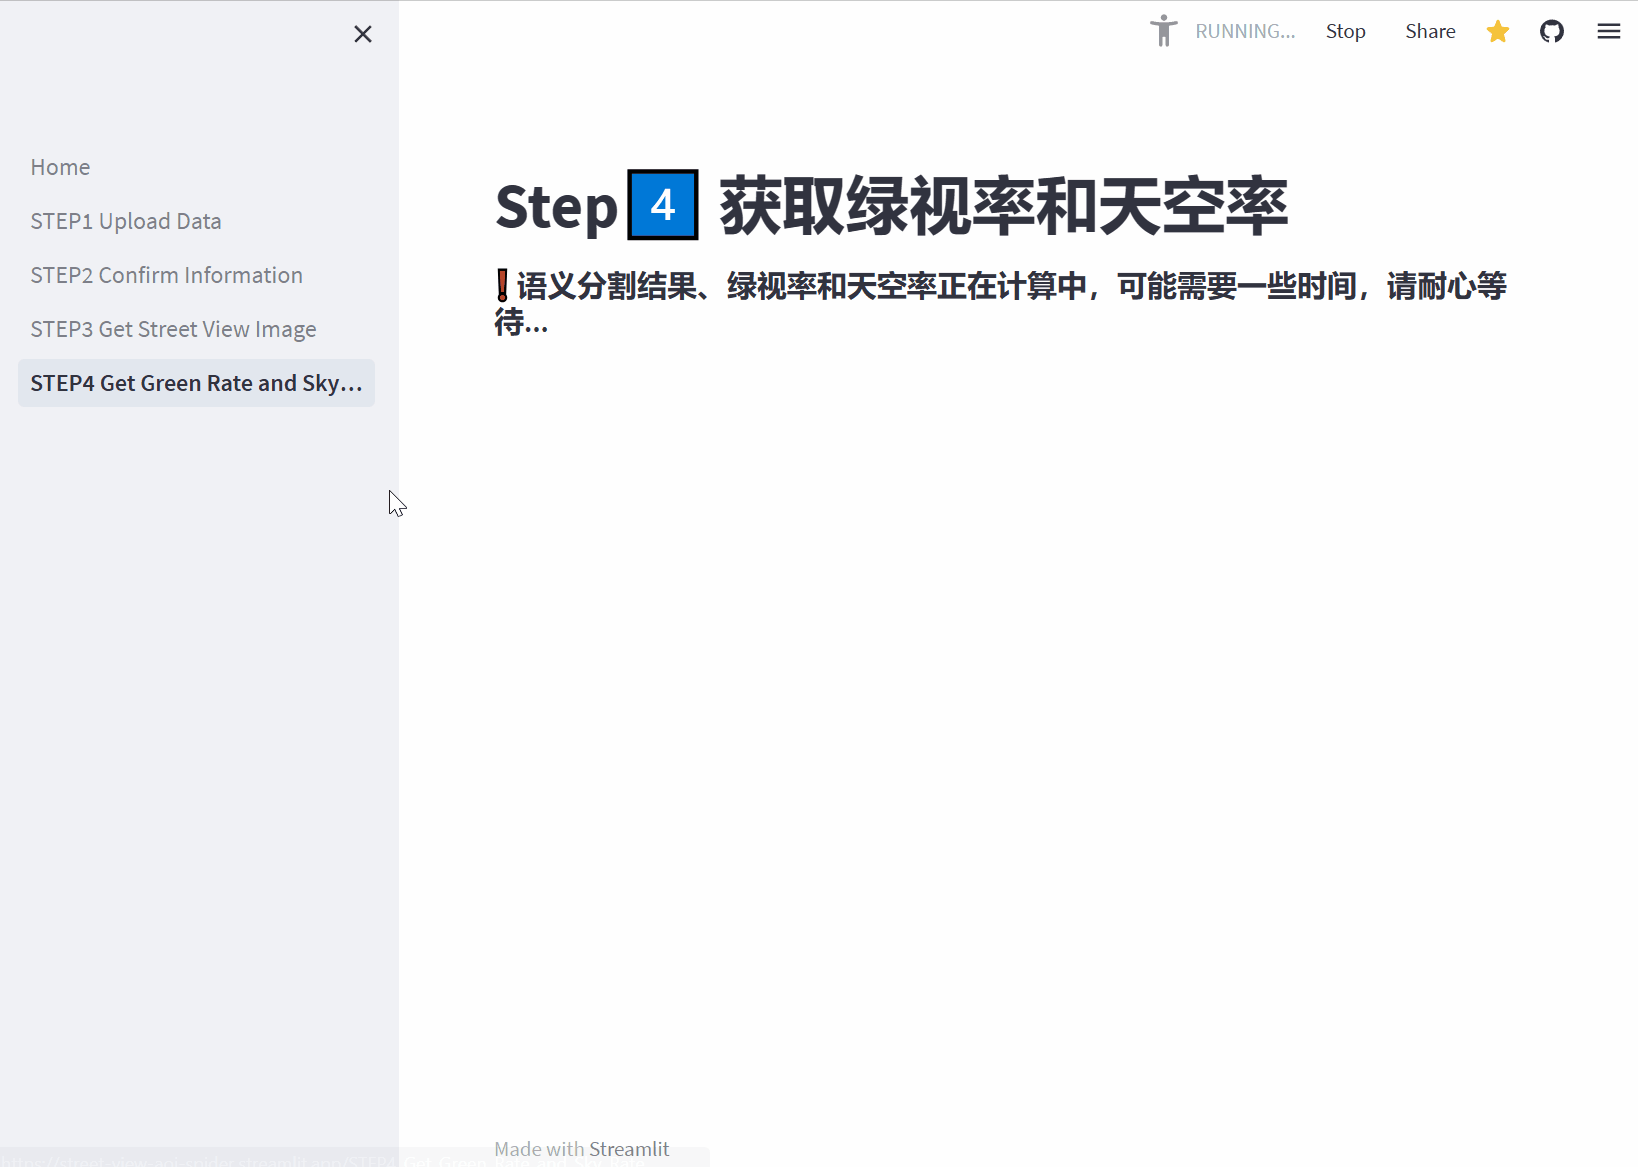 RUNNING...
Stop
Share
Home
STEP1 Upload Data
STEP2 Confirm Information
STEP3 Get Street View Image
STEP4 Get Green Rate and Sky...
Step 4 获取绿视率和天空率
❗语义分割结果、绿视率和天空率正在计算中，可能需要一些时间，请耐心等
待...
Made with Streamlit